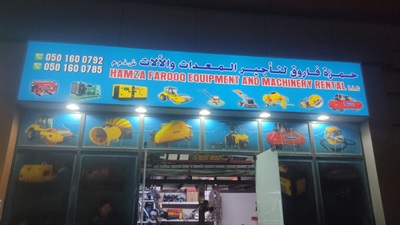 حمزة فاروق لتأجير المعدات والآلات ش.ذ.م.م
050 160 0792
050 160 0785
HAMZA FAROOQ EQUIPMENT AND MACHINERY RENTAL L.L.C